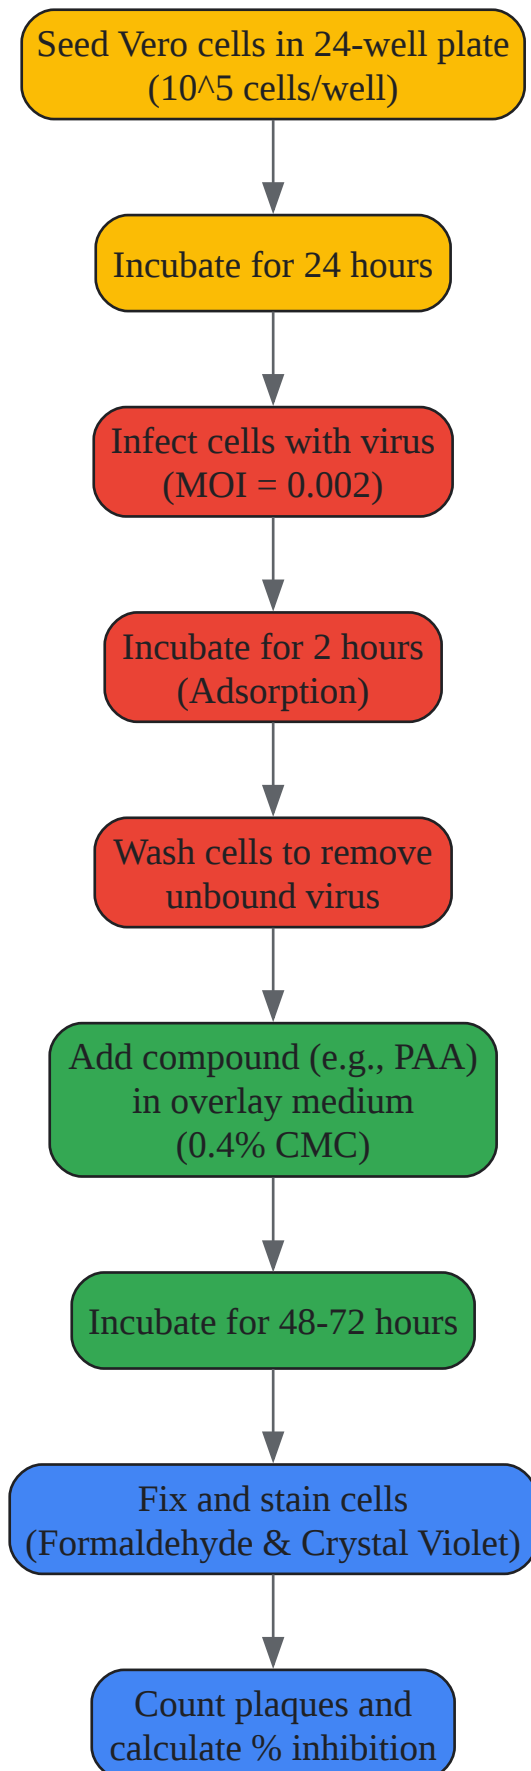 Seed Vero cells in 24-well plate
(10^5 cells/well)
Incubate for 24 hours
Infect cells with virus
(MOI = 0.002)
Incubate for 2 hours
(Adsorption)
Wash cells to remove
unbound virus
Add compound (e.g., PAA)
in overlay medium
(0.4% CMC)
Incubate for 48-72 hours
Fix and stain cells
(Formaldehyde & Crystal Violet)
Count plaques and
calculate % inhibition